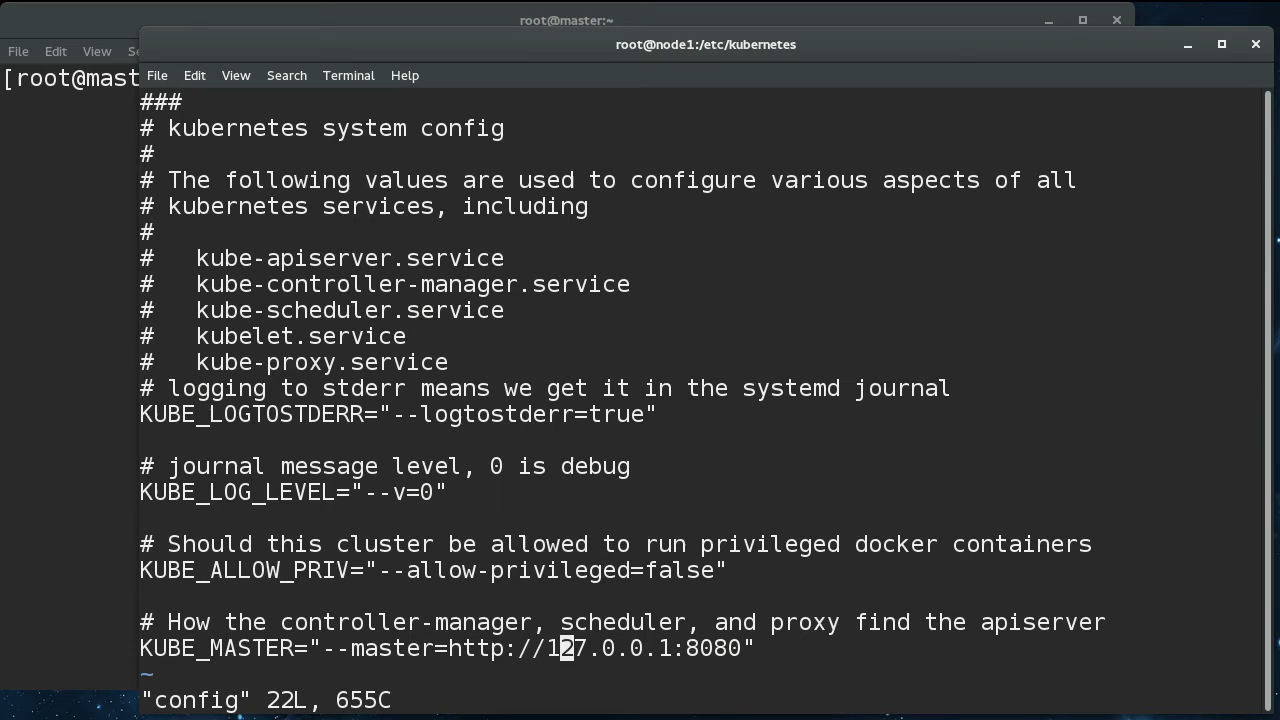 root@master:~
File Edit View
[root@mast
root@node1:/etc/kubernetes
File Edit View Search Terminal Help
###
# kubernetes system config
#
# The following values are used to configure various aspects of all
# kubernetes services, including
#
#   kube-apiserver.service
#   kube-controller-manager.service
#   kube-scheduler.service
#   kubelet.service
#   kube-proxy.service
# logging to stderr means we get it in the systemd journal
KUBE_LOGTOSTDERR="--logtostderr=true"
# journal message level, 0 is debug
KUBE_LOG_LEVEL="--v=0"
# Should this cluster be allowed to run privileged docker containers
KUBE_ALLOW_PRIV="--allow-privileged=false"
# How the controller-manager, scheduler, and proxy find the apiserver
KUBE_MASTER="--master=http://127.0.0.1:8080"
~
"config" 22L, 655C